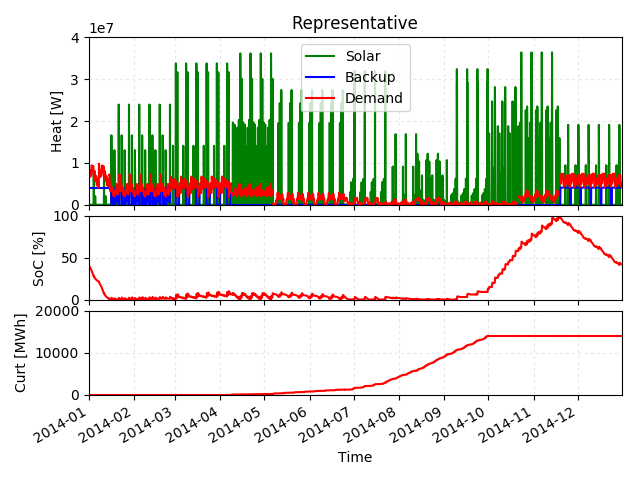 Representative
1e7
4
3
2
1
0
Heat [W]
Solar
Backup
Demand
100
50
0
SoC [%]
20000
10000
0
Curt [MWh]
2014-01
2014-02
2014-03
2014-04
2014-05
2014-06
2014-07
2014-08
2014-09
2014-10
2014-11
2014-12
Time